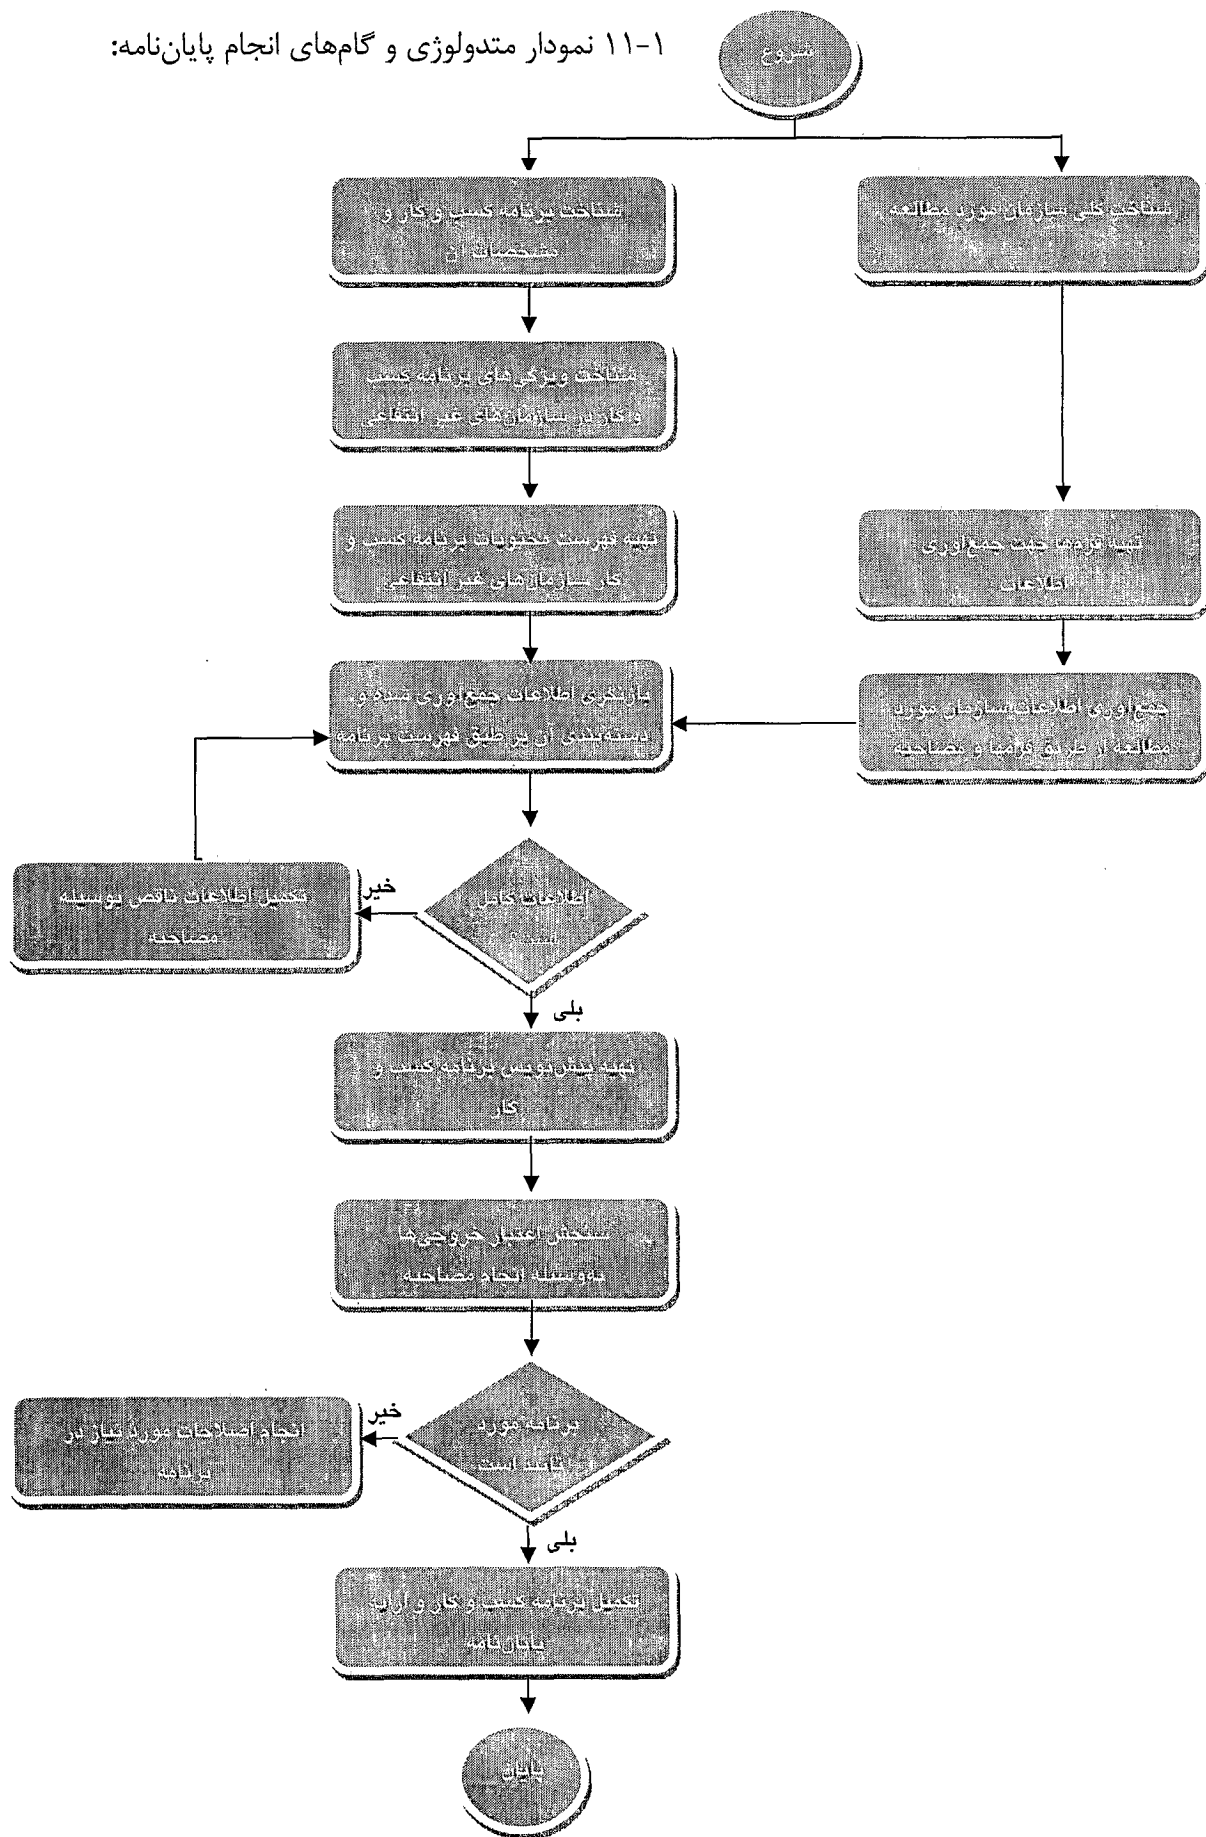 ۱-۱۱ نمودار متدولوژی و گام‌های انجام پایان‌نامه:
شروع
شناخت کلی سازمان مورد مطالعه
شناخت برنامه کسب و کار و
مشخصات آن
شناخت ویژگی‌های برنامه کسب
و کار در سازمان‌های غیر انتفاعی
تهیه فرم‌ها جهت جمع‌آوری
اطلاعات
تهیه فهرست محتویات برنامه کسب و
کار سازمان‌های غیر انتفاعی
جمع‌آوری اطلاعات سازمان مورد
مطالعه از طریق فرمها و مصاحبه
بازنگری اطلاعات جمع‌آوری شده و
دسته‌بندی آن بر طبق فهرست برنامه
اطلاعات کامل
است؟
خیر
تکمیل اطلاعات ناقص بوسیله
مصاحبه
بلی
تهیه پیش‌نویس برنامه کسب و
کار
سنجش اعتبار خروجی‌ها
به‌وسیله انجام مصاحبه
برنامه مورد
تایید است
خیر
انجام اصلاحات مورد نیاز در
برنامه
بلی
تکمیل برنامه کسب و کار و ارایه
پایان‌نامه
پایان